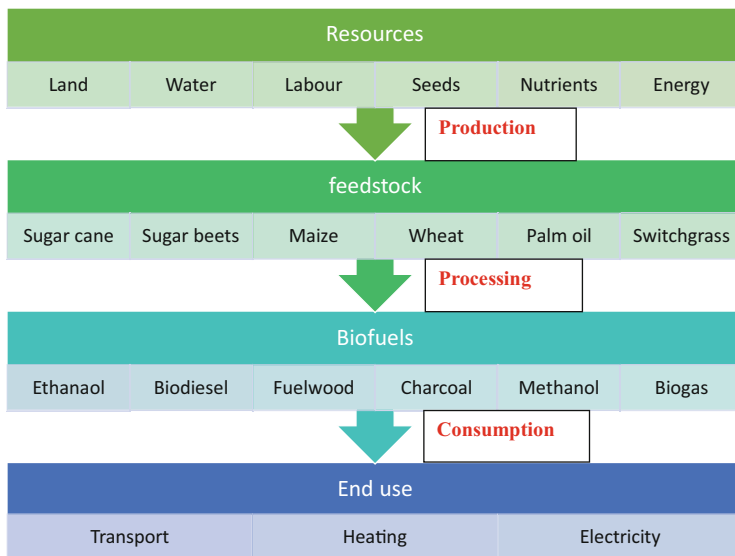 Resources
Land Water Labour Seeds Nutrients Energy
Production
feedstock
Sugar cane Sugar beets Maize Wheat Palm oil Switchgrass
Processing
Biofuels
Ethanaol Biodiesel Fuelwood Charcoal Methanol Biogas
Consumption
End use
Transport Heating Electricity